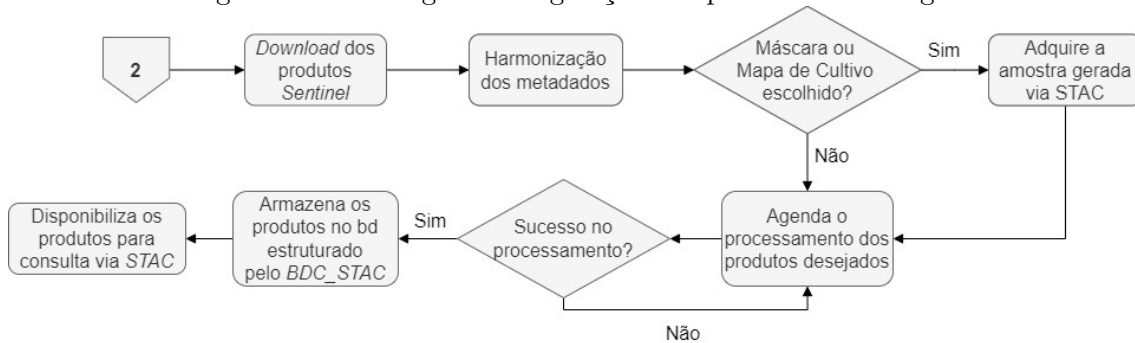 2
Download dos
produtos
Sentinel
Harmonização
dos metadados
Máscara ou
Mapa de Cultivo
escolhido?
Sim
Adquire a
amostra gerada
via STAC
Não
Agenda o
processamento dos
produtos desejados
Sucesso no
processamento?
Não
Sim
Armazena os
produtos no bd
estruturado
pelo BDC_STAC
Disponibiliza os
produtos para
consulta via STAC